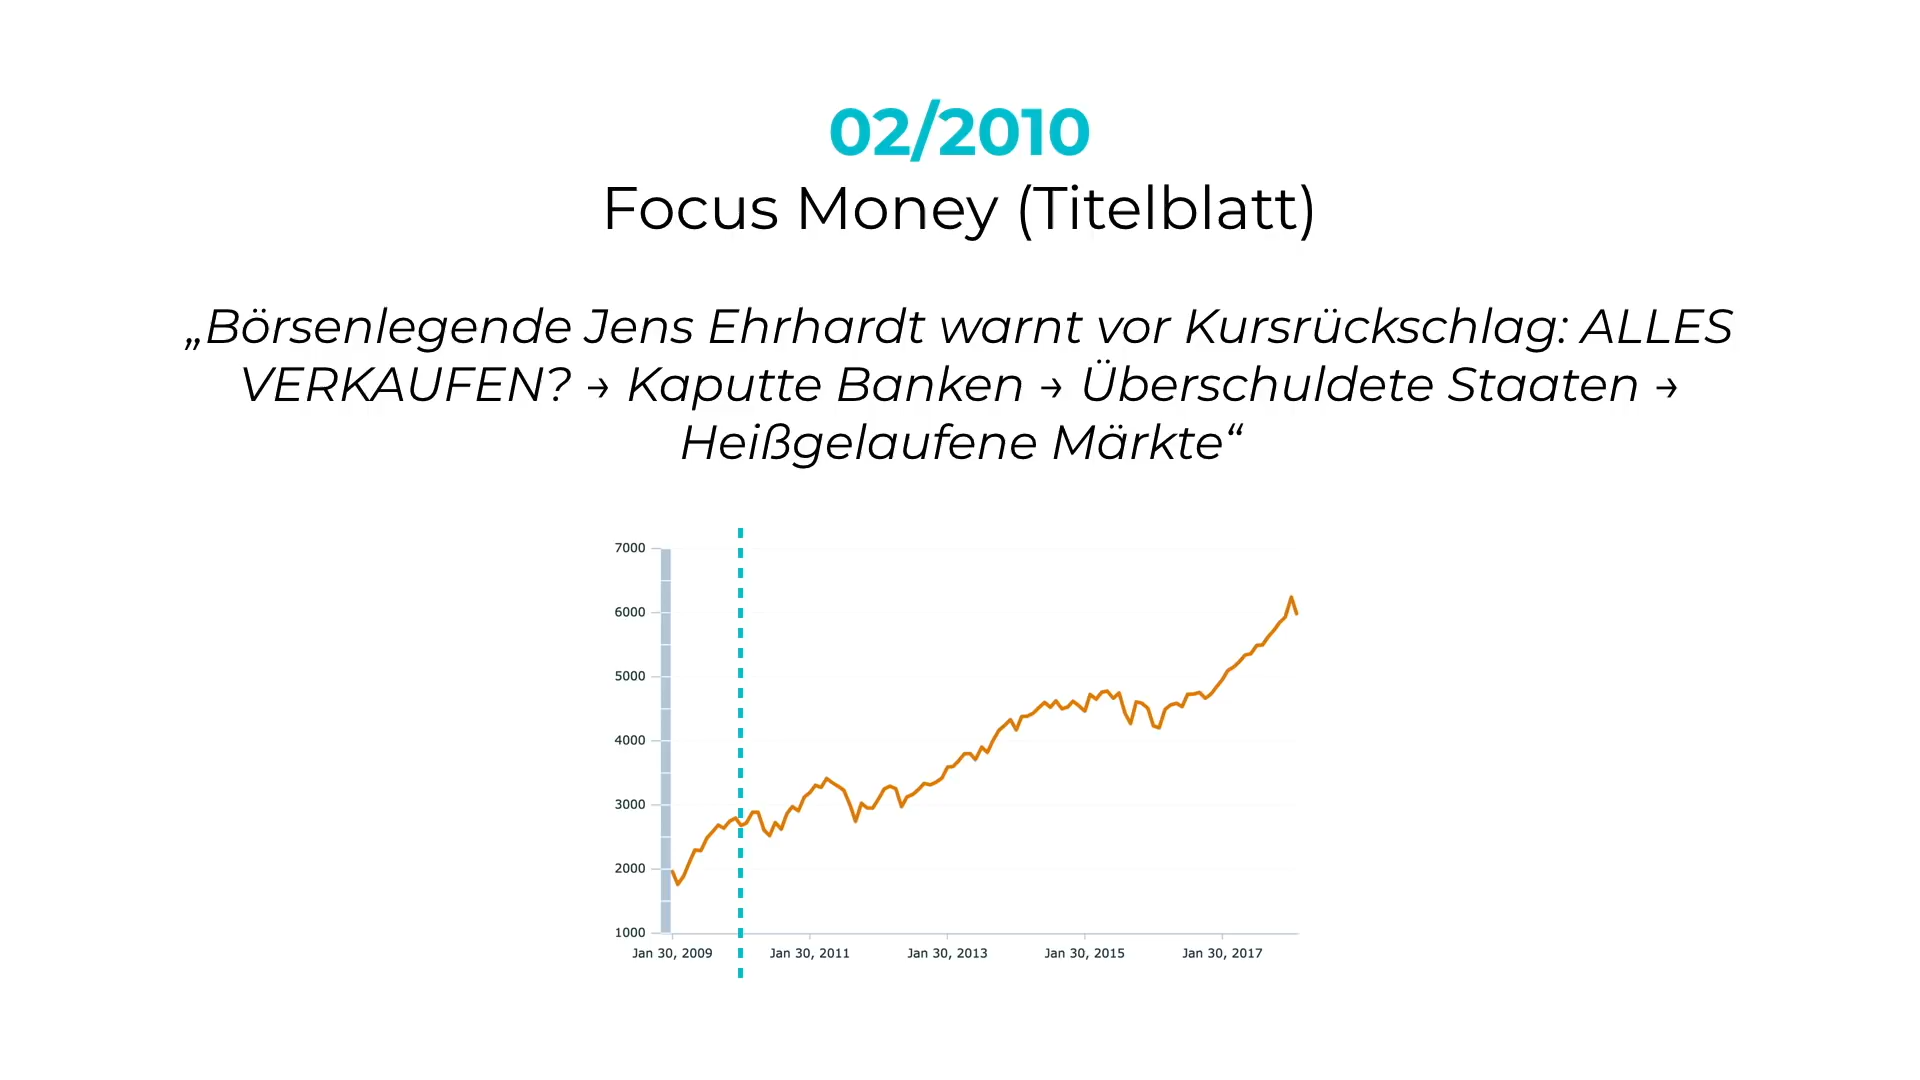 02/2010
Focus Money (Titelblatt)
„Börsenlegende Jens Ehrhardt warnt vor Kursrückschlag: ALLES
VERKAUFEN? → Kaputte Banken → Überschuldete Staaten →
Heißgelaufene Märkte“
7000
6000
5000
4000
3000
2000
1000
Jan 30, 2009 Jan 30, 2011 Jan 30, 2013 Jan 30, 2015 Jan 30, 2017